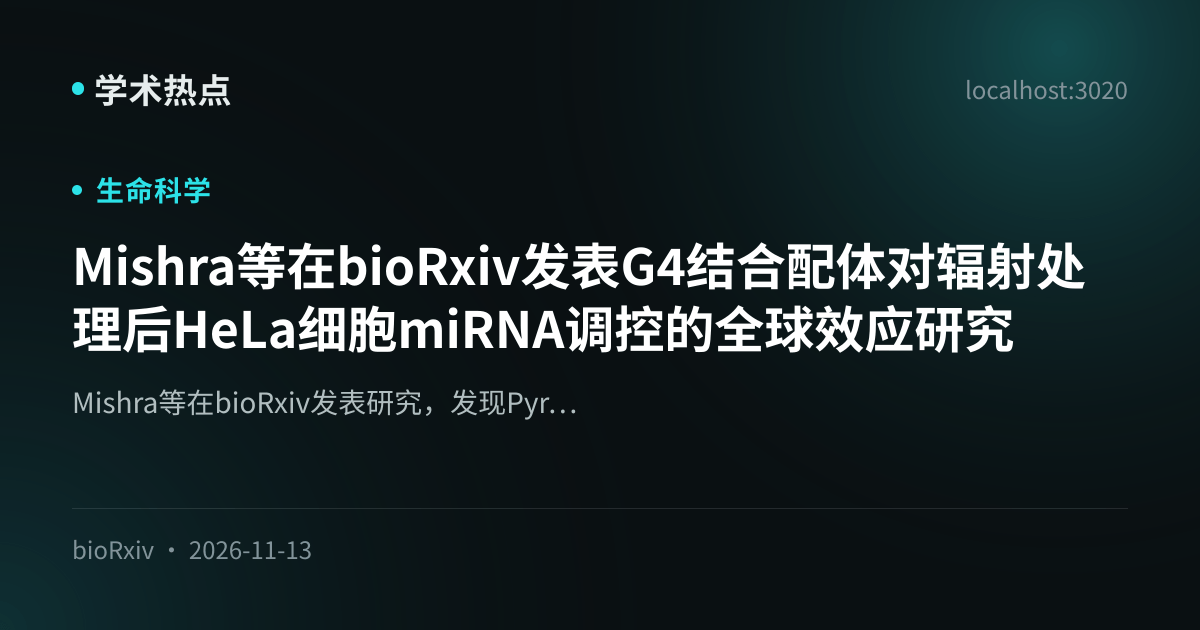 学术热点
localhost:3020
生命科学
Mishra等在bioRxiv发表G4结合配体对辐射处
理后HeLa细胞miRNA调控的全球效应研究
Mishra等在bioRxiv发表研究，发现Pyr…
bioRxiv · 2026-11-13